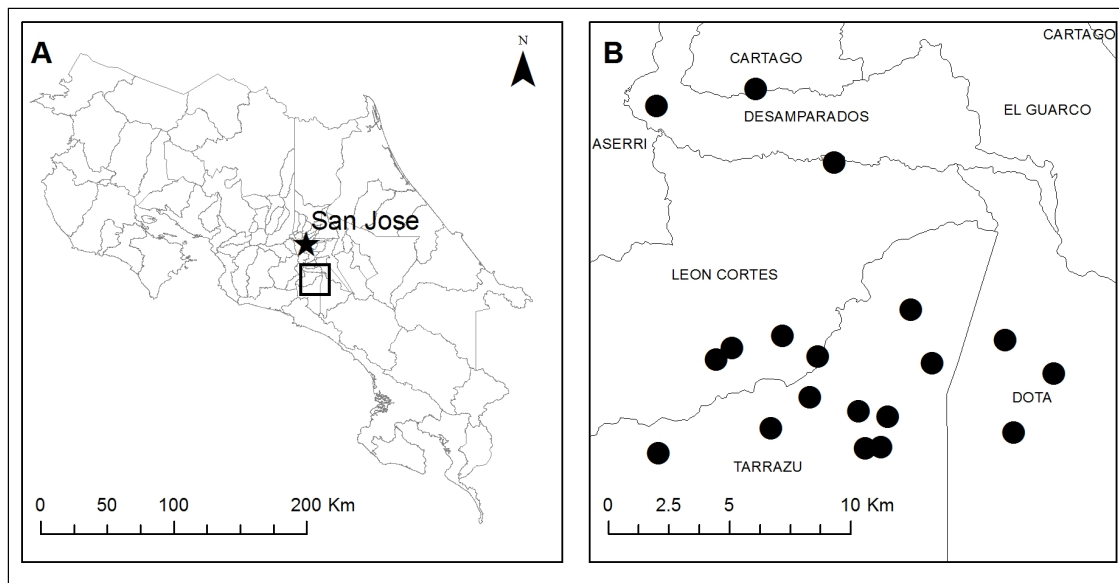 A
N
San Jose
0 50 100 200 Km
B
CARTAGO
CARTAGO
DESAMPARADOS
EL GUARCO
ASERRI
LEON CORTES
DOTA
TARRAZU
0 2.5 5 10 Km